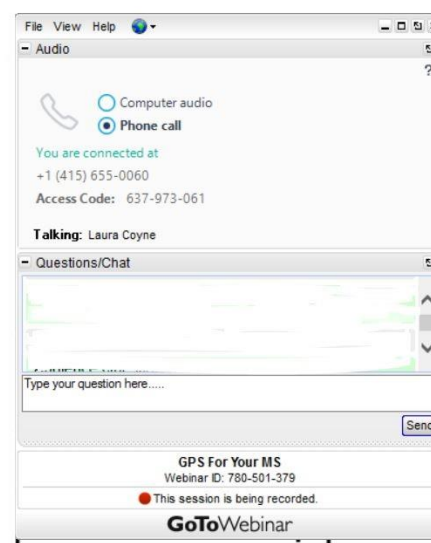 File View Help
Audio
?
Computer audio
Phone call
You are connected at
+1 (415) 655-0060
Access Code: 637-973-061
Talking: Laura Coyne
Questions/Chat
Type your question here.....
Send
GPS For Your MS
Webinar ID: 780-501-379
This session is being recorded.
GoToWebinar